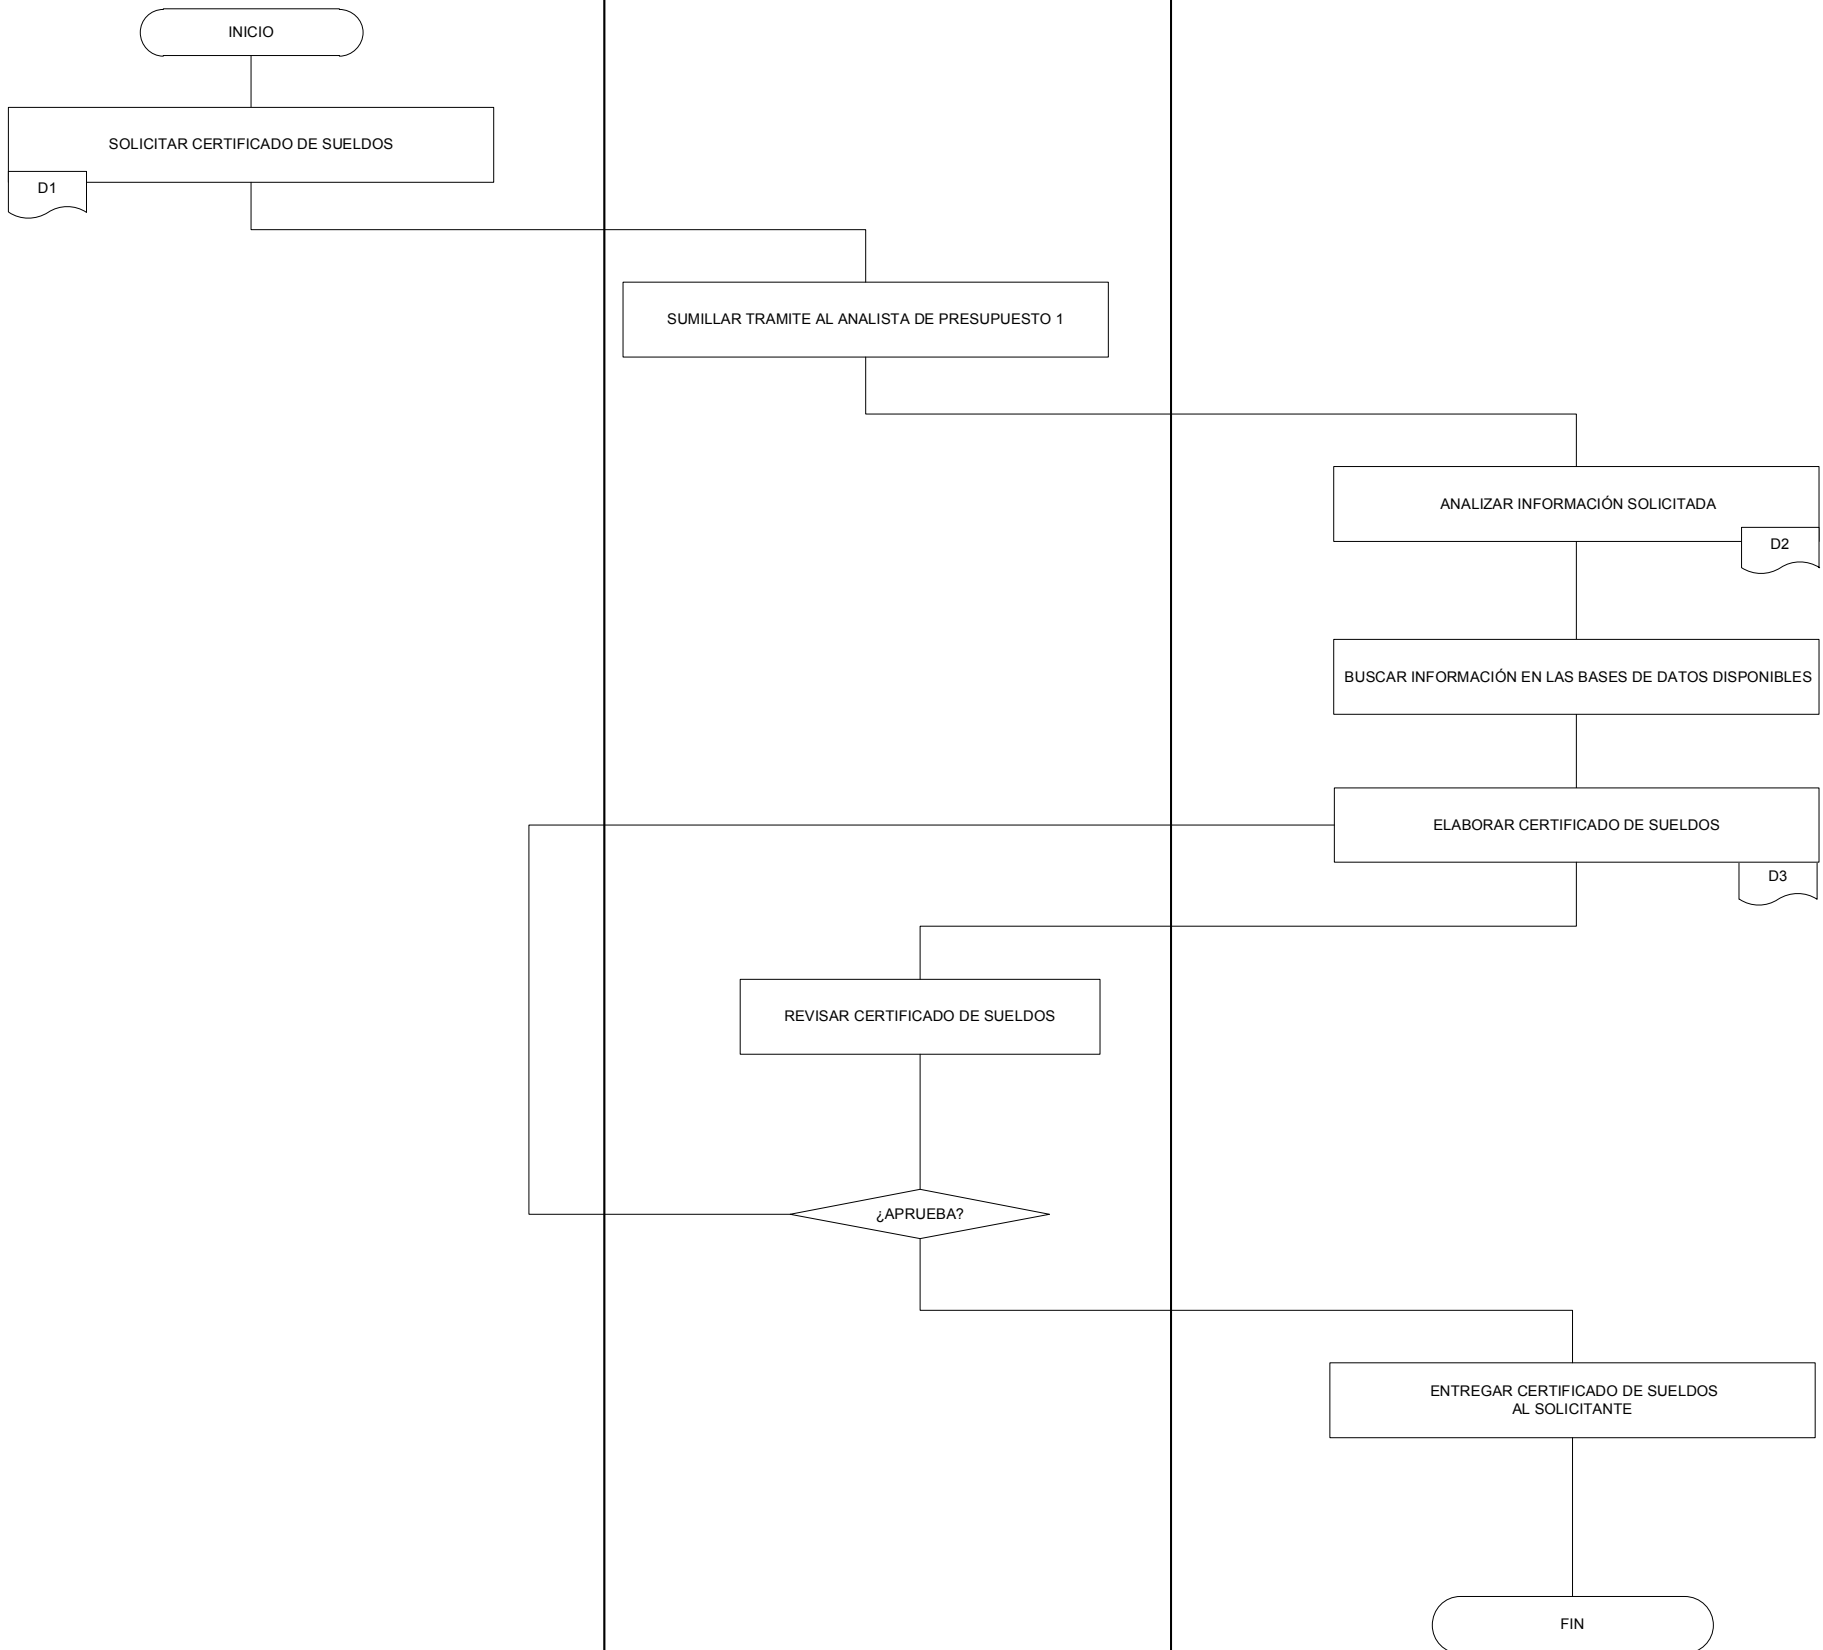 INICIO
SOLICITAR CERTIFICADO DE SUELDOS
D1
SUMILLAR TRAMITE AL ANALISTA DE PRESUPUESTO 1
ANALIZAR INFORMACIÓN SOLICITADA
D2
BUSCAR INFORMACIÓN EN LAS BASES DE DATOS DISPONIBLES
ELABORAR CERTIFICADO DE SUELDOS
D3
REVISAR CERTIFICADO DE SUELDOS
¿APRUEBA?
ENTREGAR CERTIFICADO DE SUELDOS
AL SOLICITANTE
FIN